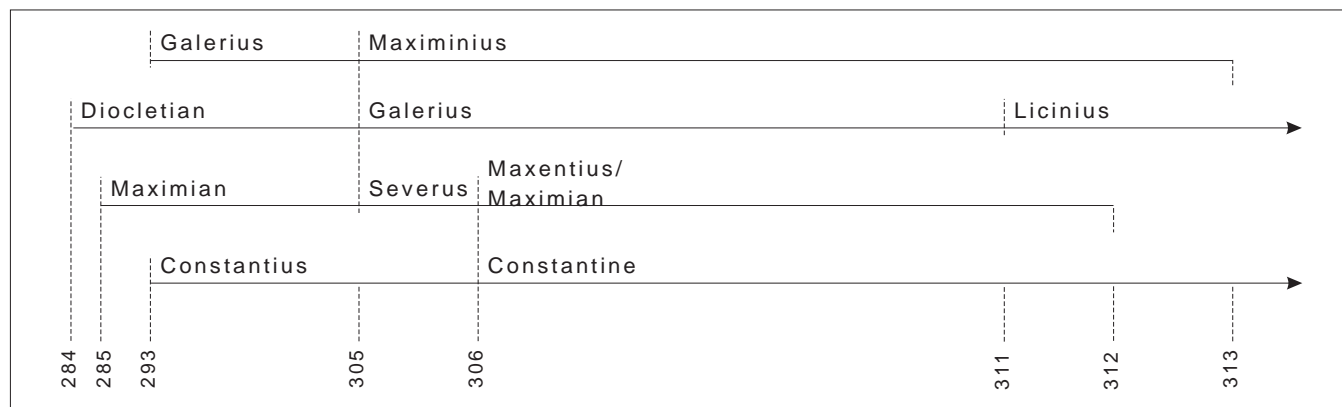 Galerius Maximinius
Diocletian Galerius Licinius
Maximian Severus Maxentius/
Maximian
Constantius Constantine
284 285 293 305 306 311 312 313